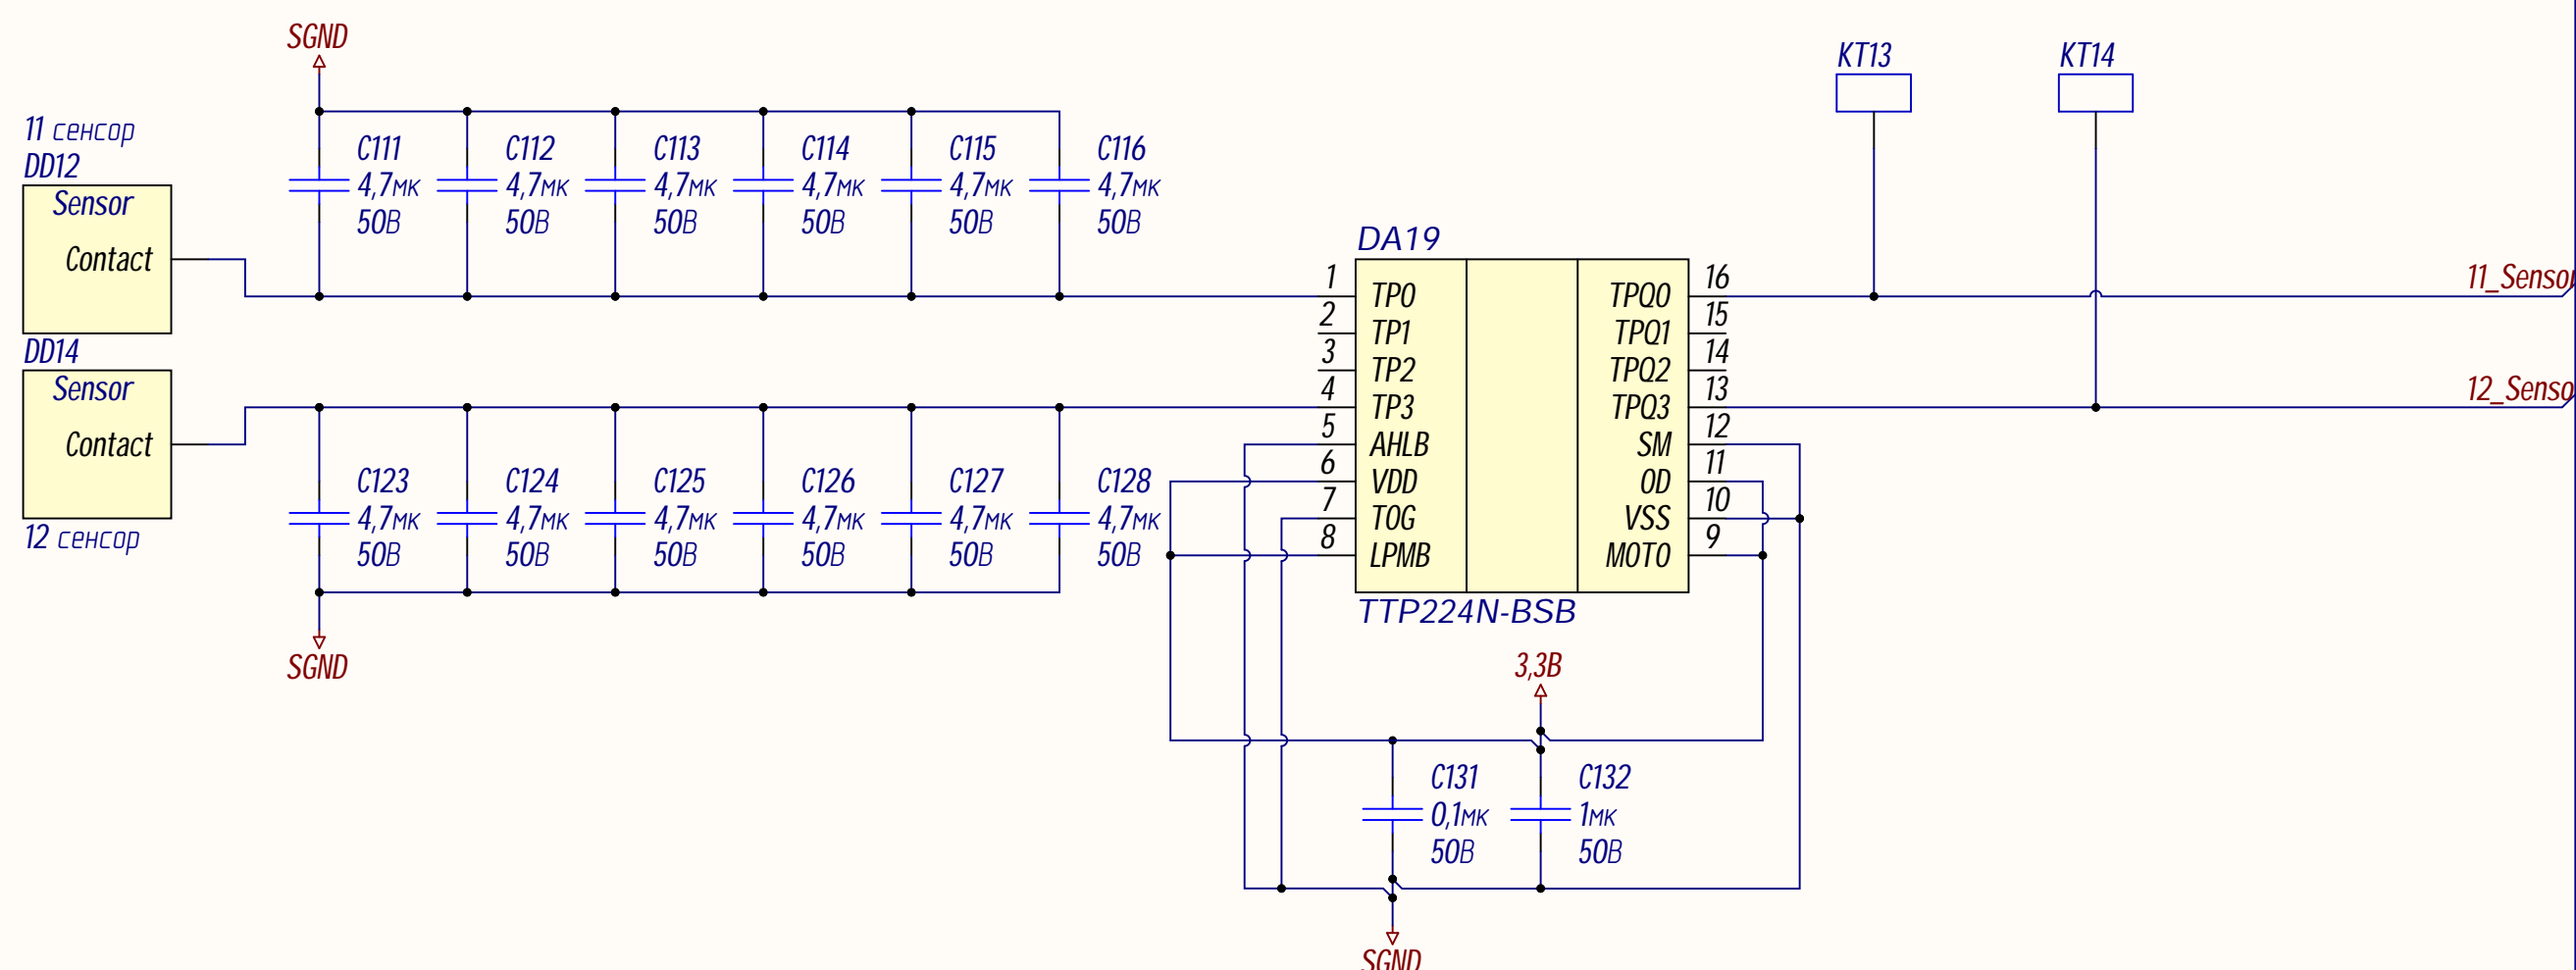 SGND
KT13
KT14
11 сенсор
DD12
Sensor
Contact
C111
4,7мк
50В
C112
4,7мк
50В
C113
4,7мк
50В
C114
4,7мк
50В
C115
4,7мк
50В
C116
4,7мк
50В
DD14
Sensor
Contact
12 сенсор
C123
4,7мк
50В
C124
4,7мк
50В
C125
4,7мк
50В
C126
4,7мк
50В
C127
4,7мк
50В
C128
4,7мк
50В
SGND
DA19
1 TP0
2 TP1
3 TP2
4 TP3
5 AHLB
6 VDD
7 TOG
8 LPMB
TPQ0 16
TPQ1 15
TPQ2 14
TPQ3 13
SM 12
OD 11
VSS 10
MOTO 9
TTP224N-BSB
11_Sensor
12_Senso
3,3В
C131
0,1мк
50В
C132
1мк
50В
SGND